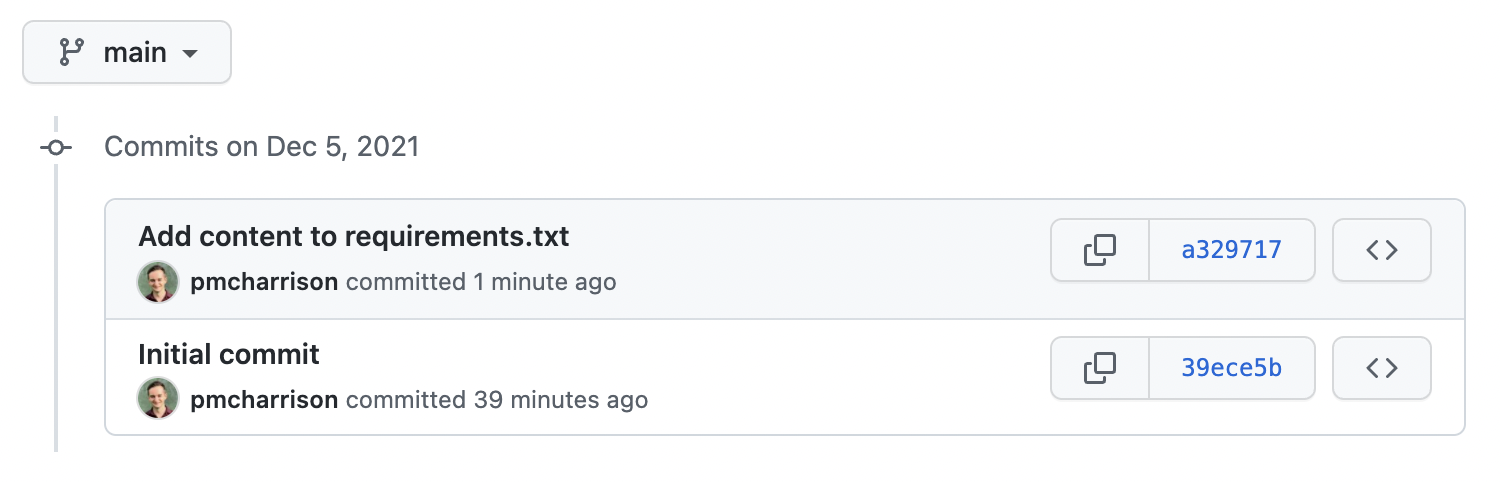 main
Commits on Dec 5, 2021
Add content to requirements.txt
a329717
pmcharrison committed 1 minute ago
Initial commit
39ece5b
pmcharrison committed 39 minutes ago